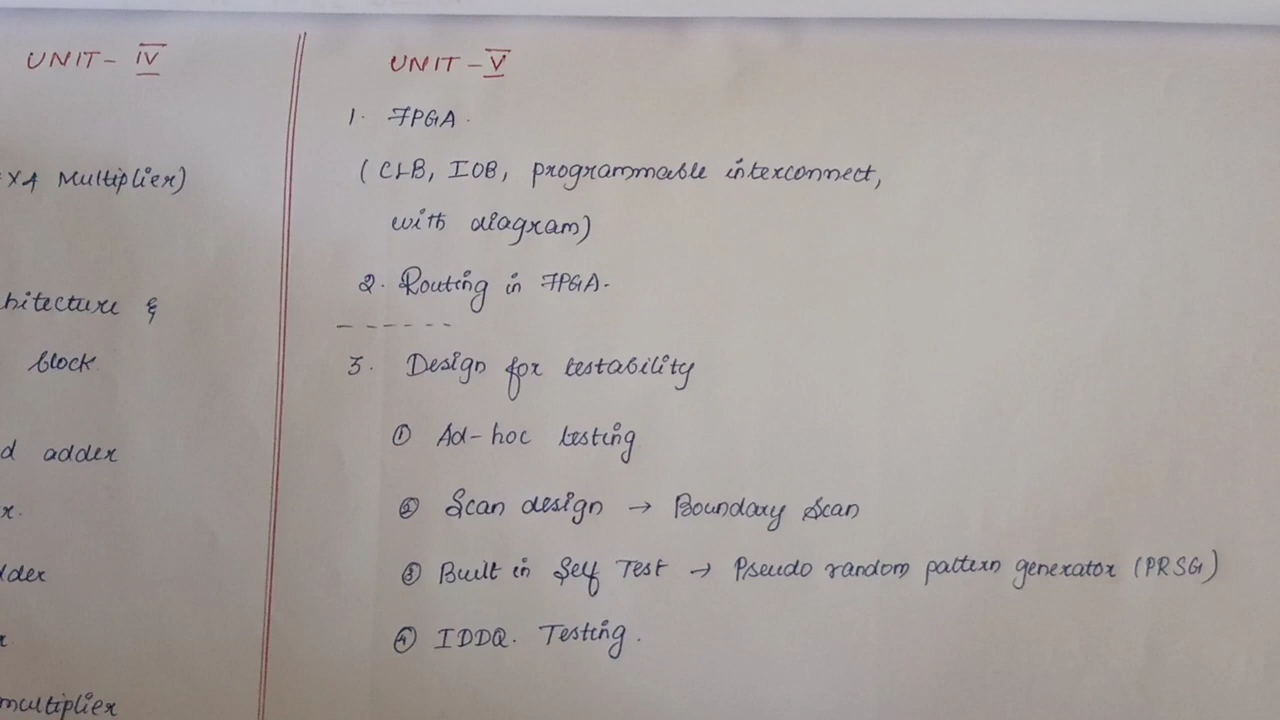 UNIT - IV
x4 Multiplier)
hitecture &
block
d adder
x.
dder
r.
multiplier
UNIT - V
1. FPGA.
(CLB, IOB, programmable interconnect,
with diagram)
2. Routing in FPGA.
------
3. Design for testability
① Ad-hoc testing
② Scan design → Boundary Scan
③ Built in Self Test → Pseudo random pattern generator (PRSG)
④ IDDQ. Testing.